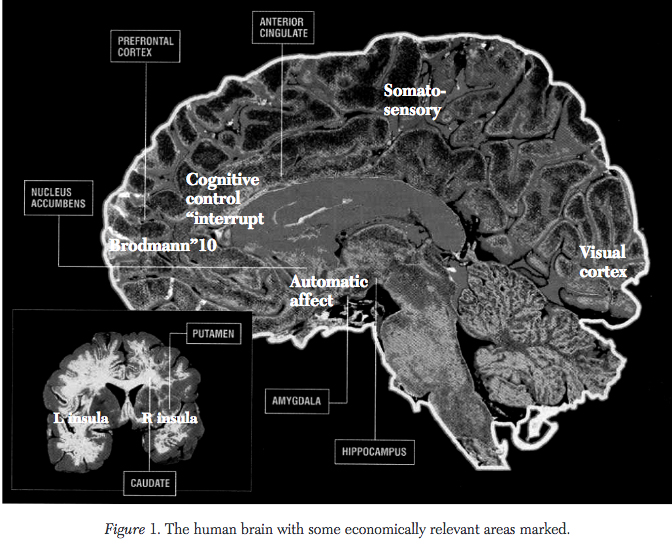 ANTERIOR
CINGULATE
PREFRONTAL
CORTEX
Somato-
sensory
NUCLEUS
ACCUMBENS
Cognitive
control
“interrupt
Brodmann”10
Visual
cortex
Automatic
affect
PUTAMEN
L insula
R insula
AMYGDALA
HIPPOCAMPUS
CAUDATE
Figure 1. The human brain with some economically relevant areas marked.